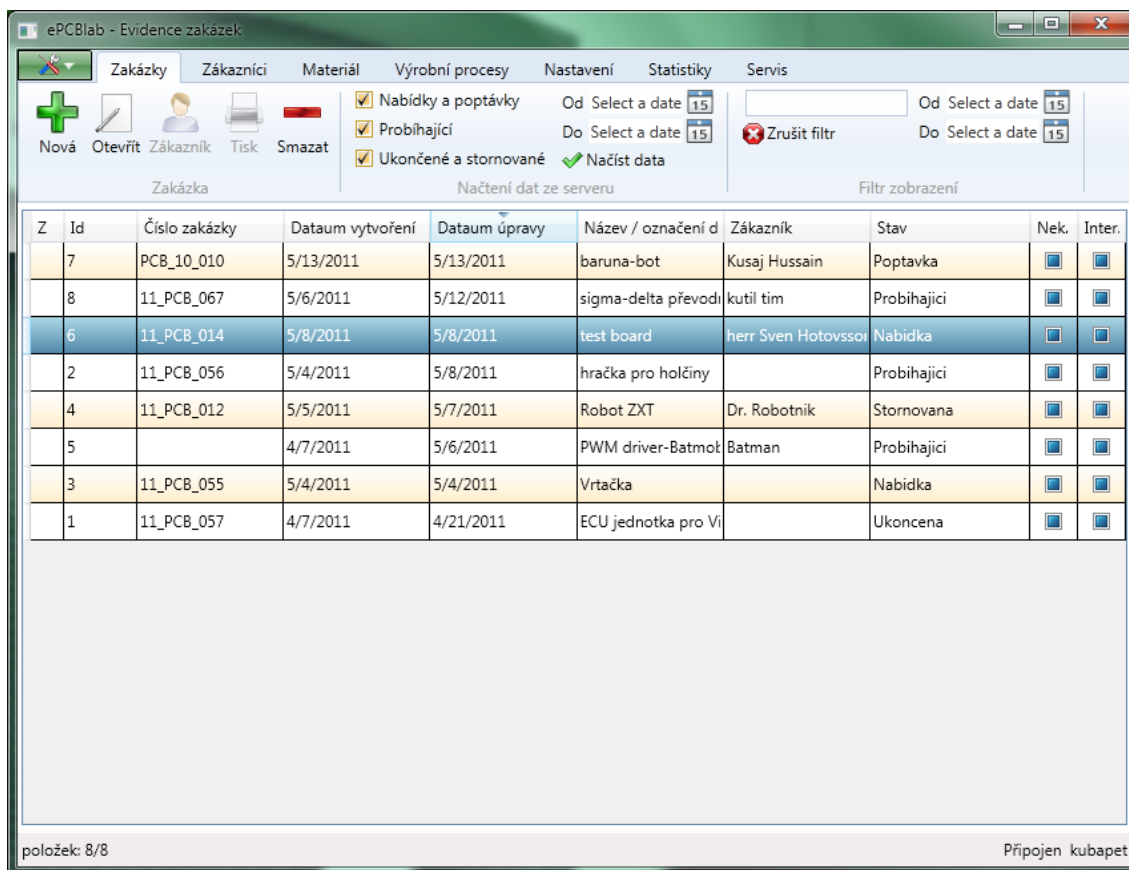 ePCBlab - Evidence zakázek
Zakázky Zákazníci Materiál Výrobní procesy Nastavení Statistiky Servis
Nabídky a poptávky Od Select a date 15 Od Select a date 15
Probíhající Do Select a date 15 Zrušit filtr Do Select a date 15
Nová Otevřít Zákazník Tisk Smazat Ukončené a stornované Načíst data
Zakázka Načtení dat ze serveru Filtr zobrazení
Z Id Číslo zakázky Dataum vytvoření Dataum úpravy Název / označení d Zákazník Stav Nek. Inter.
7 PCB_10_010 5/13/2011 5/13/2011 baruna-bot Kusaj Hussain Poptavka
8 11_PCB_067 5/6/2011 5/12/2011 sigma-delta převodı kutil tim Probihajici
6 11_PCB_014 5/8/2011 5/8/2011 test board herr Sven Hotovssoı Nabidka
2 11_PCB_056 5/4/2011 5/8/2011 hračka pro holčiny Probihajici
4 11_PCB_012 5/5/2011 5/7/2011 Robot ZXT Dr. Robotnik Stornovana
5 4/7/2011 5/6/2011 PWM driver-Batmob Batman Probihajici
3 11_PCB_055 5/4/2011 5/4/2011 Vrtačka Nabidka
1 11_PCB_057 4/7/2011 4/21/2011 ECU jednotka pro Vi Ukoncena
položek: 8/8 Připojen kubapet